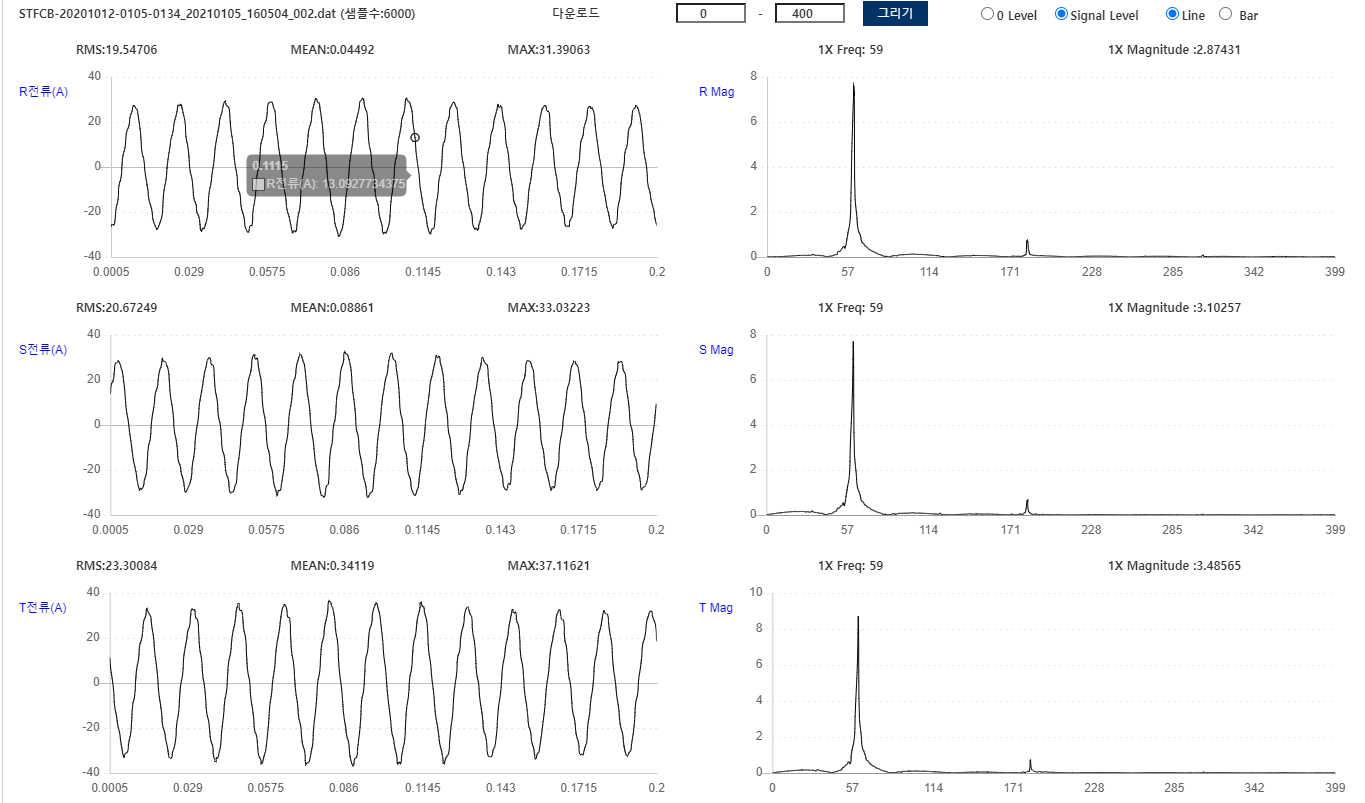 STFCB-20201012-0105-0134_20210105_160504_002.dat (샘플수:6000) 다운로드 0 - 400 그리기 0 Level Signal Level Line Bar
RMS:19.54706 MEAN:0.04492 MAX:31.39063 1X Freq: 59 1X Magnitude :2.87431
R전류(A) R Mag
40 8
20 6
0 4
-20 2
-40 0
0.1115
R전류(A): 13.0927734375
0.0005 0.029 0.0575 0.086 0.1145 0.143 0.1715 0.2 0 57 114 171 228 285 342 399
RMS:20.67249 MEAN:0.08861 MAX:33.03223 1X Freq: 59 1X Magnitude :3.10257
S전류(A) S Mag
40 8
20 6
0 4
-20 2
-40 0
0.0005 0.029 0.0575 0.086 0.1145 0.143 0.1715 0.2 0 57 114 171 228 285 342 399
RMS:23.30084 MEAN:0.34119 MAX:37.11621 1X Freq: 59 1X Magnitude :3.48565
T전류(A) T Mag
40 10
20 8
0 6
-20 4
-40 2
0
0.0005 0.029 0.0575 0.086 0.1145 0.143 0.1715 0.2 0 57 114 171 228 285 342 399